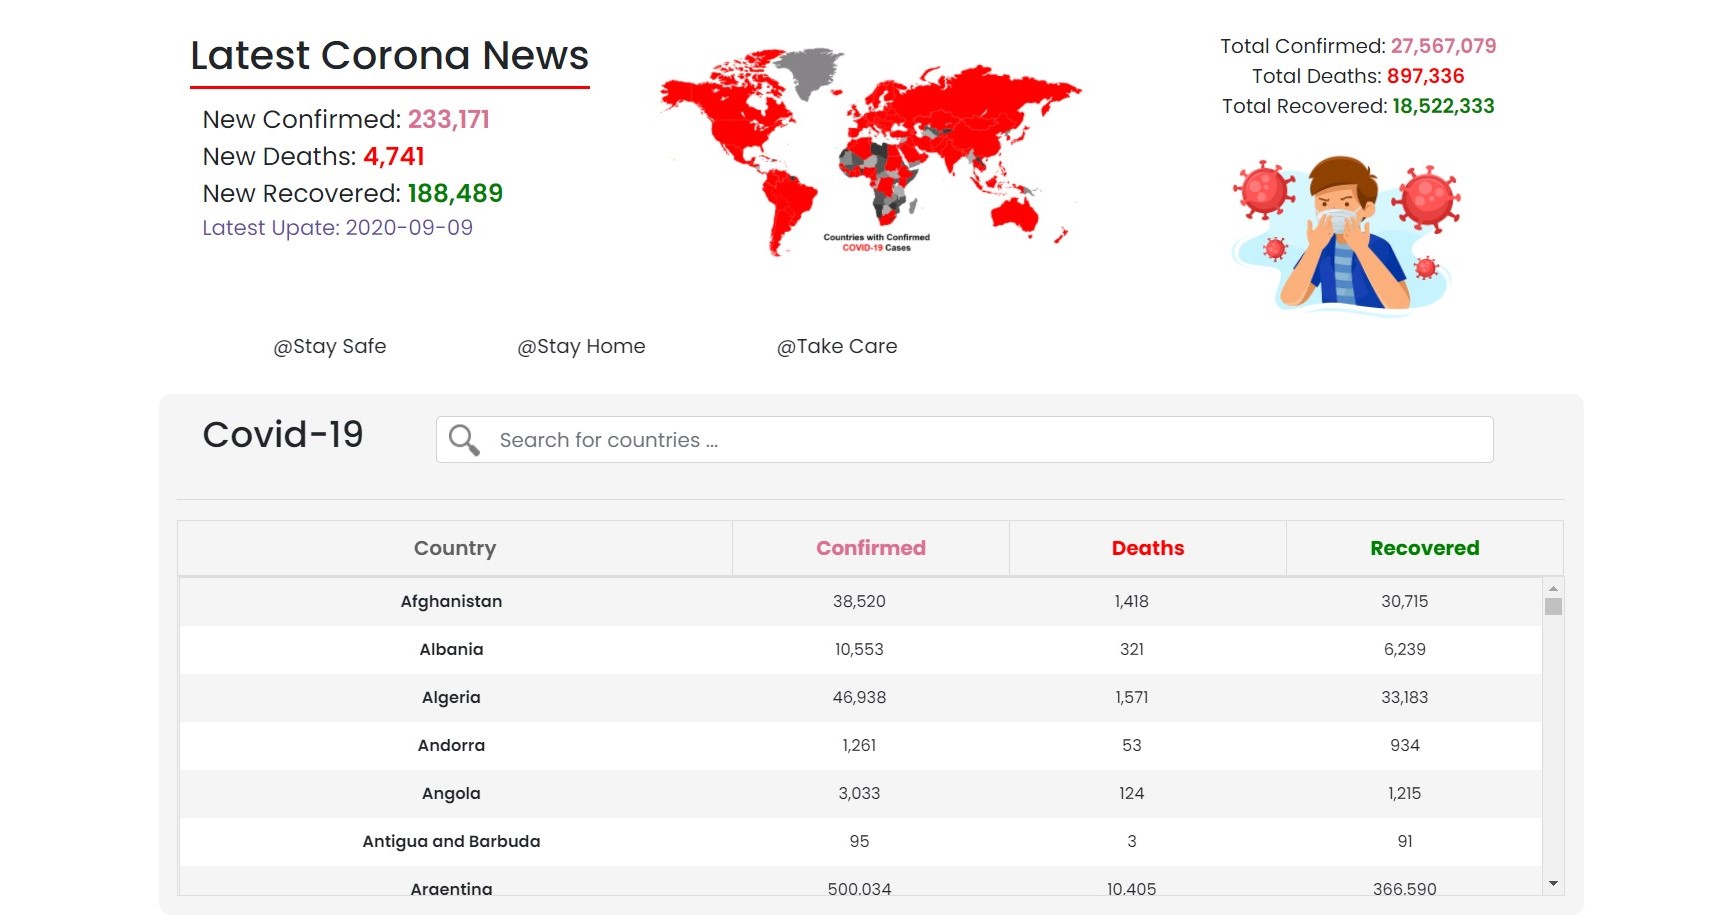 Latest Corona News
New Confirmed: 233,171
New Deaths: 4,741
New Recovered: 188,489
Latest Upate: 2020-09-09
Countries with Confirmed
COVID-19 Cases
Total Confirmed: 27,567,079
Total Deaths: 897,336
Total Recovered: 18,522,333
@Stay Safe @Stay Home @Take Care
Covid-19
Search for countries ...
Country Confirmed Deaths Recovered
Afghanistan 38,520 1,418 30,715
Albania 10,553 321 6,239
Algeria 46,938 1,571 33,183
Andorra 1,261 53 934
Angola 3,033 124 1,215
Antigua and Barbuda 95 3 91
Argentina 500,034 10,405 366,590